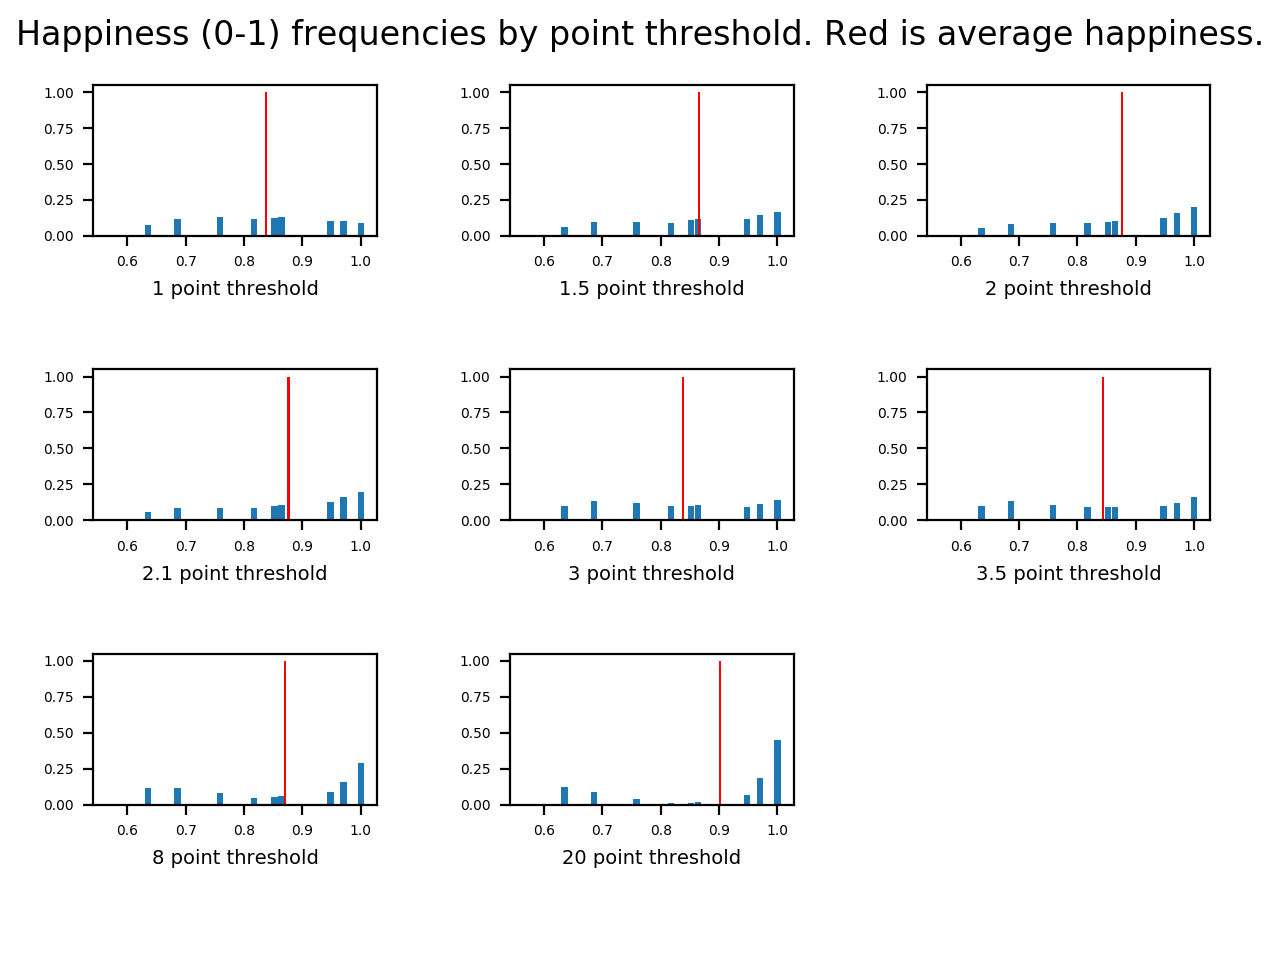 Happiness (0-1) frequencies by point threshold. Red is average happiness.
1.00 1.00 1.00
0.75 0.75 0.75
0.50 0.50 0.50
0.25 0.25 0.25
0.00 0.00 0.00
0.6 0.7 0.8 0.9 1.0 0.6 0.7 0.8 0.9 1.0 0.6 0.7 0.8 0.9 1.0
1 point threshold 1.5 point threshold 2 point threshold
1.00 1.00 1.00
0.75 0.75 0.75
0.50 0.50 0.50
0.25 0.25 0.25
0.00 0.00 0.00
0.6 0.7 0.8 0.9 1.0 0.6 0.7 0.8 0.9 1.0 0.6 0.7 0.8 0.9 1.0
2.1 point threshold 3 point threshold 3.5 point threshold
1.00 1.00
0.75 0.75
0.50 0.50
0.25 0.25
0.00 0.00
0.6 0.7 0.8 0.9 1.0 0.6 0.7 0.8 0.9 1.0
8 point threshold 20 point threshold